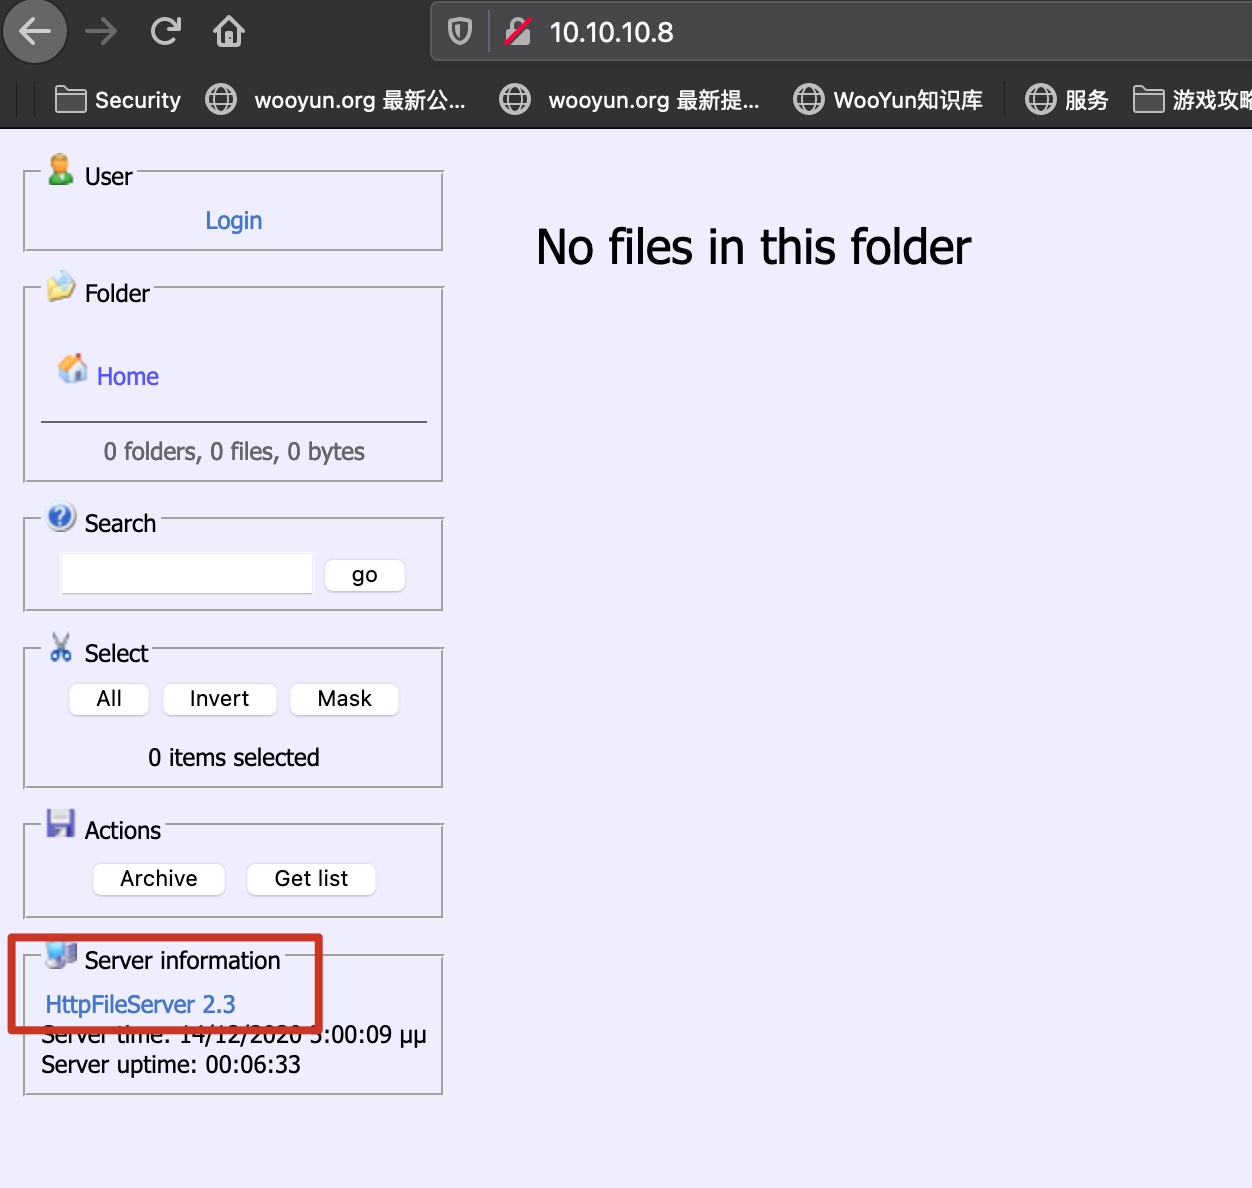 10.10.10.8
Security wooyun.org 最新公... wooyun.org 最新提... WooYun知识库 服务 游戏攻略
User
Login
No files in this folder
Folder
Home
0 folders, 0 files, 0 bytes
Search
go
Select
All Invert Mask
0 items selected
Actions
Archive Get list
Server information
HttpFileServer 2.3
Server time: 14/12/2020 5:00:09 μμ
Server uptime: 00:06:33